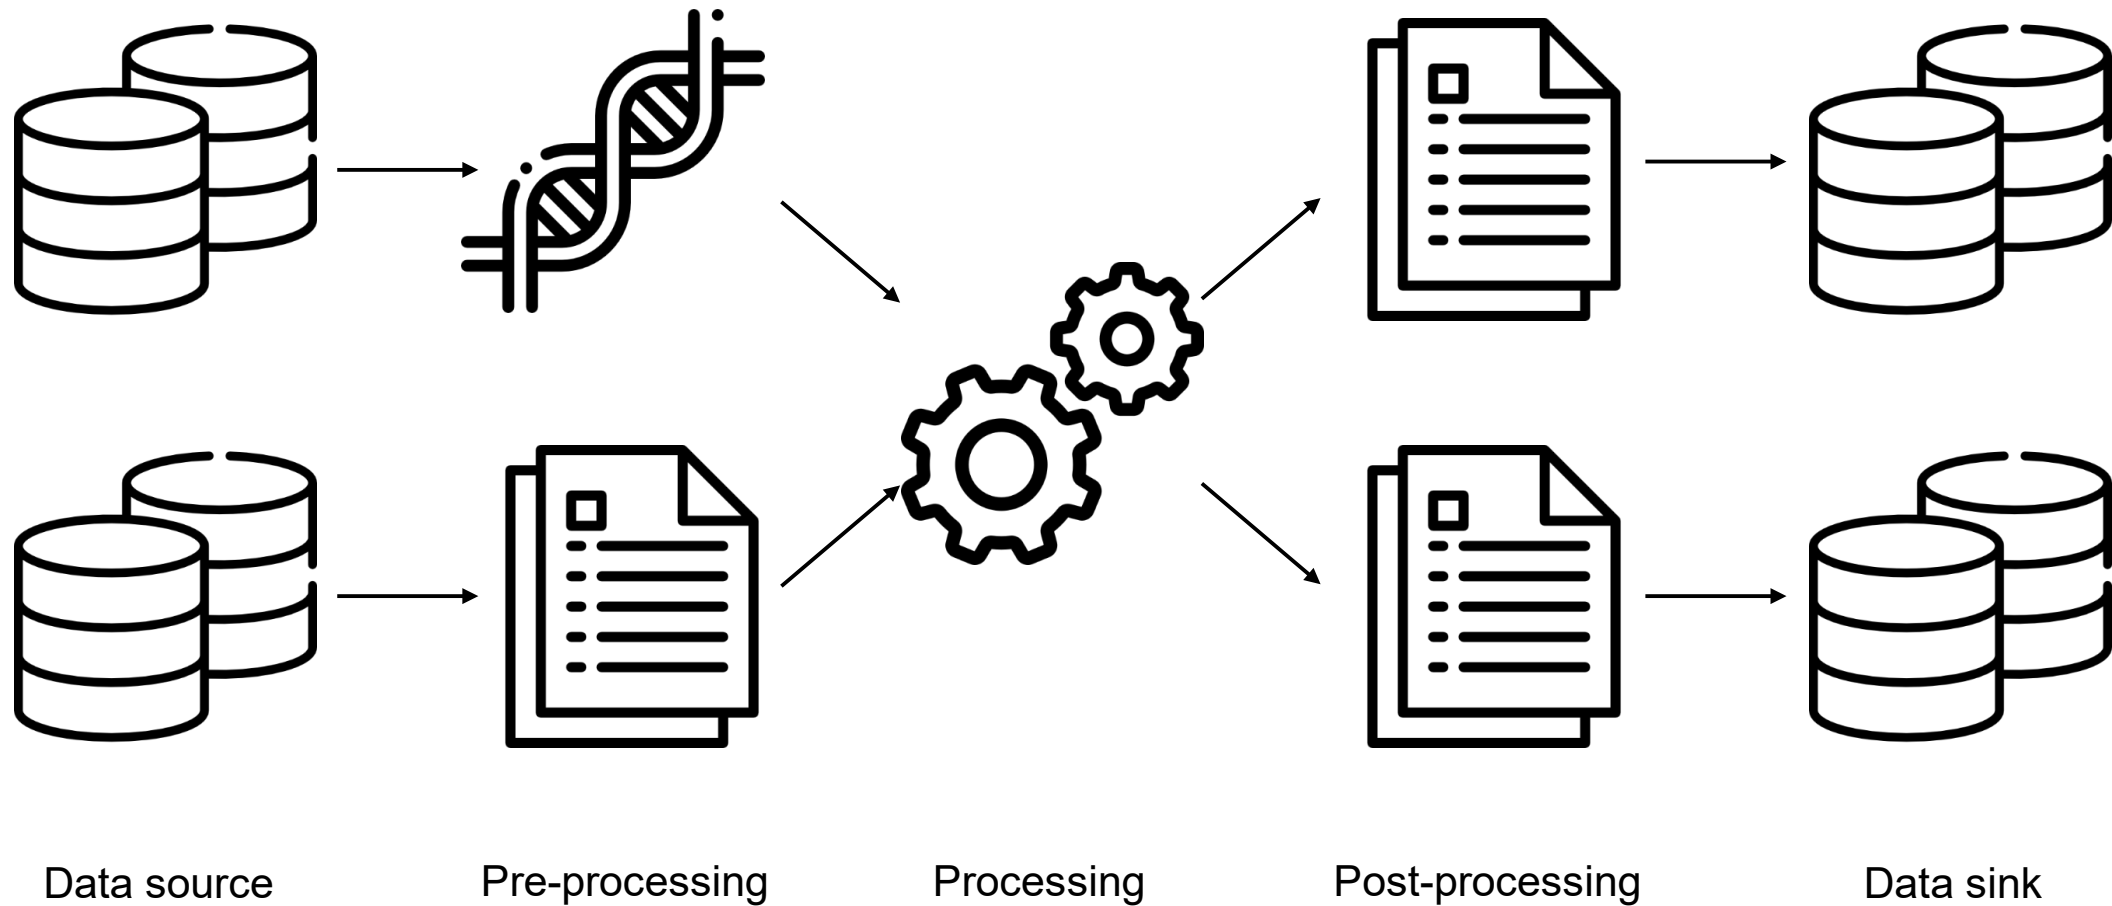 Data source
Pre-processing
Processing
Post-processing
Data sink